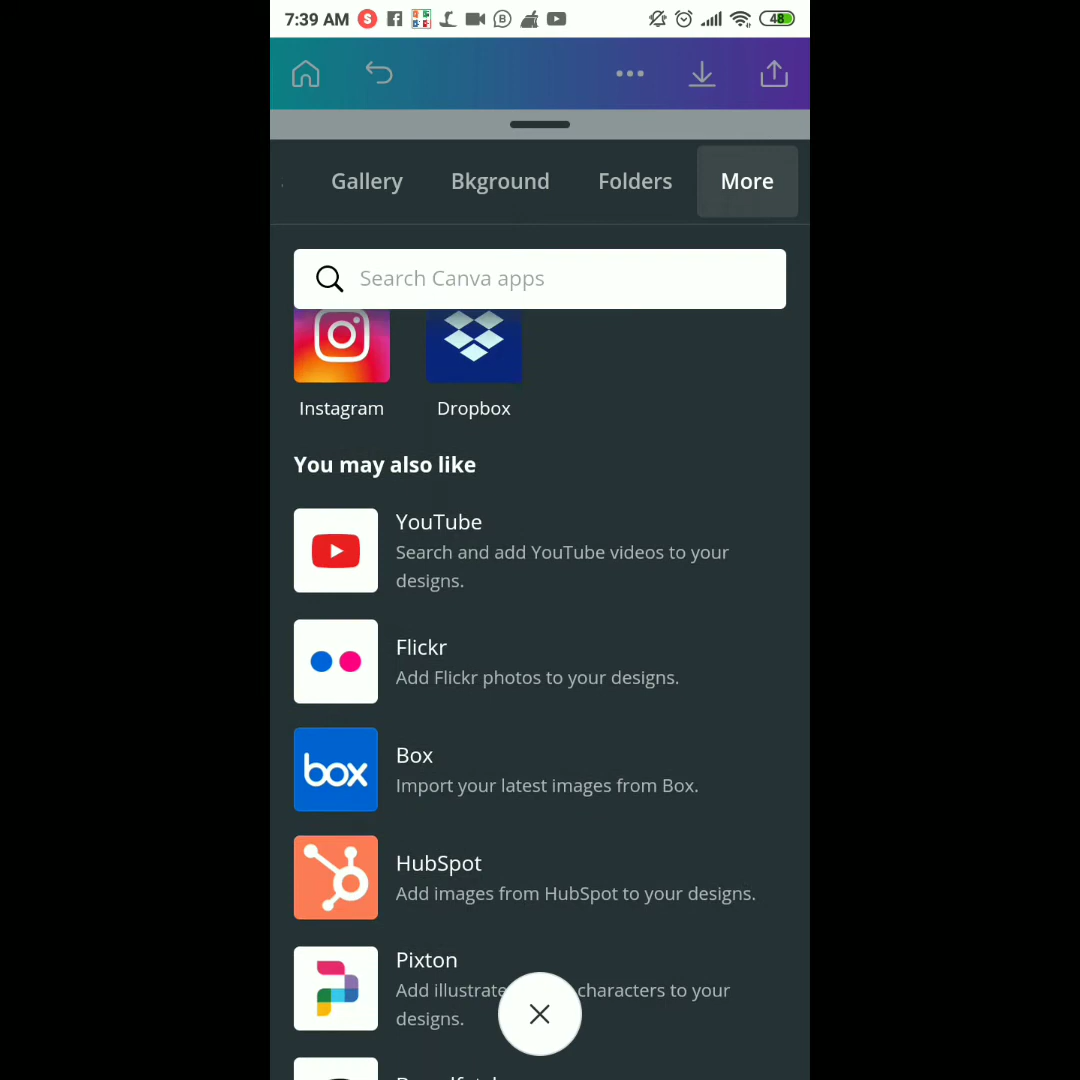 7:39 AM
48
Gallery
Bkground
Folders
More
Search Canva apps
Instagram
Dropbox
You may also like
YouTube
Search and add YouTube videos to your
designs.
Flickr
Add Flickr photos to your designs.
box
Box
Import your latest images from Box.
HubSpot
Add images from HubSpot to your designs.
Pixton
Add characters to your
designs.